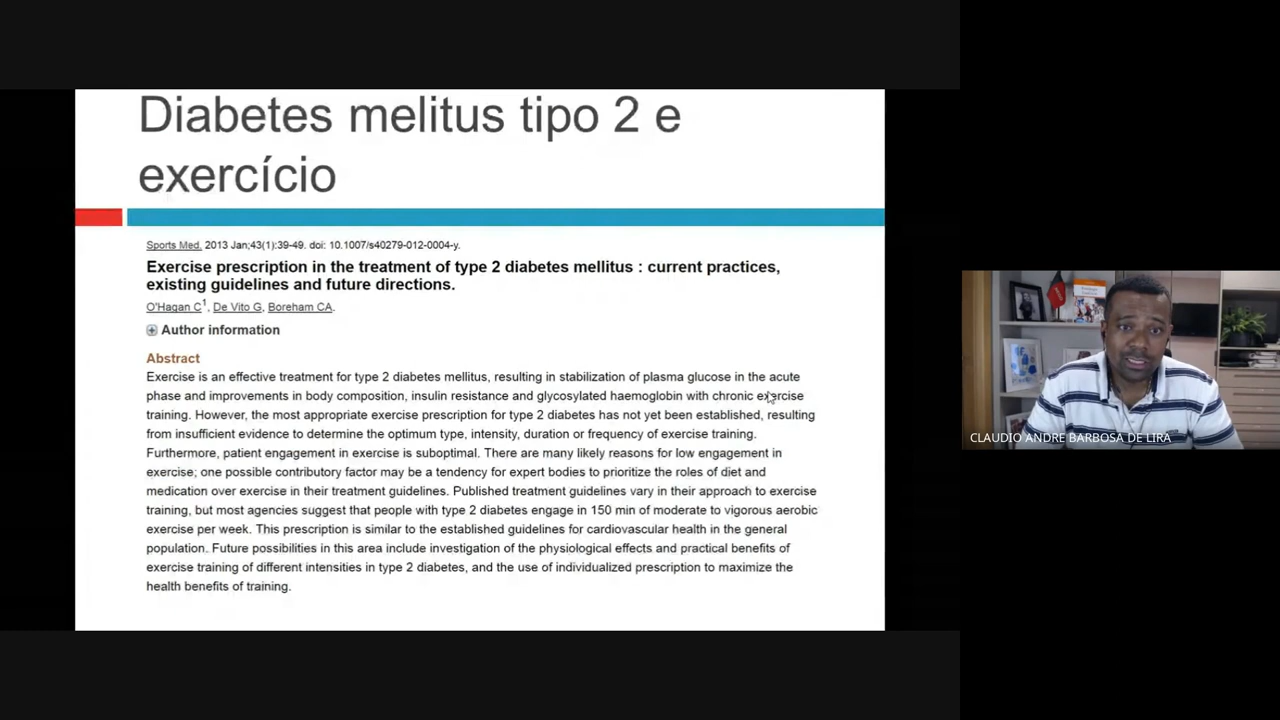 Diabetes melitus tipo 2 e
exercício
Sports Med. 2013 Jan;43(1):39-49. doi: 10.1007/s40279-012-0004-y.
Exercise prescription in the treatment of type 2 diabetes mellitus : current practices,
existing guidelines and future directions.
O'Hagan C1, De Vito G, Boreham CA.
Author information
Abstract
Exercise is an effective treatment for type 2 diabetes mellitus, resulting in stabilization of plasma glucose in the acute
phase and improvements in body composition, insulin resistance and glycosylated haemoglobin with chronic exercise
training. However, the most appropriate exercise prescription for type 2 diabetes has not yet been established, resulting
from insufficient evidence to determine the optimum type, intensity, duration or frequency of exercise training.
Furthermore, patient engagement in exercise is suboptimal. There are many likely reasons for low engagement in
exercise; one possible contributory factor may be a tendency for expert bodies to prioritize the roles of diet and
medication over exercise in their treatment guidelines. Published treatment guidelines vary in their approach to exercise
training, but most agencies suggest that people with type 2 diabetes engage in 150 min of moderate to vigorous aerobic
exercise per week. This prescription is similar to the established guidelines for cardiovascular health in the general
population. Future possibilities in this area include investigation of the physiological effects and practical benefits of
exercise training of different intensities in type 2 diabetes, and the use of individualized prescription to maximize the
health benefits of training.
CLAUDIO ANDRE BARBOSA DE LIRA